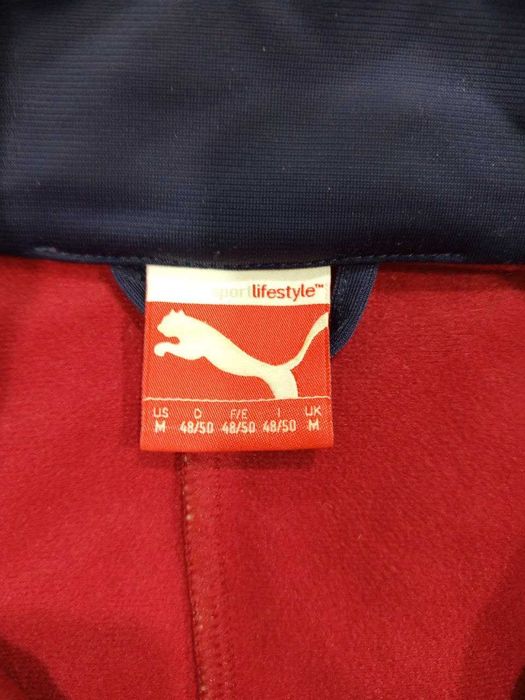 sportlifestyle™
US D F/E I UK
M 48/50 48/50 48/50 M